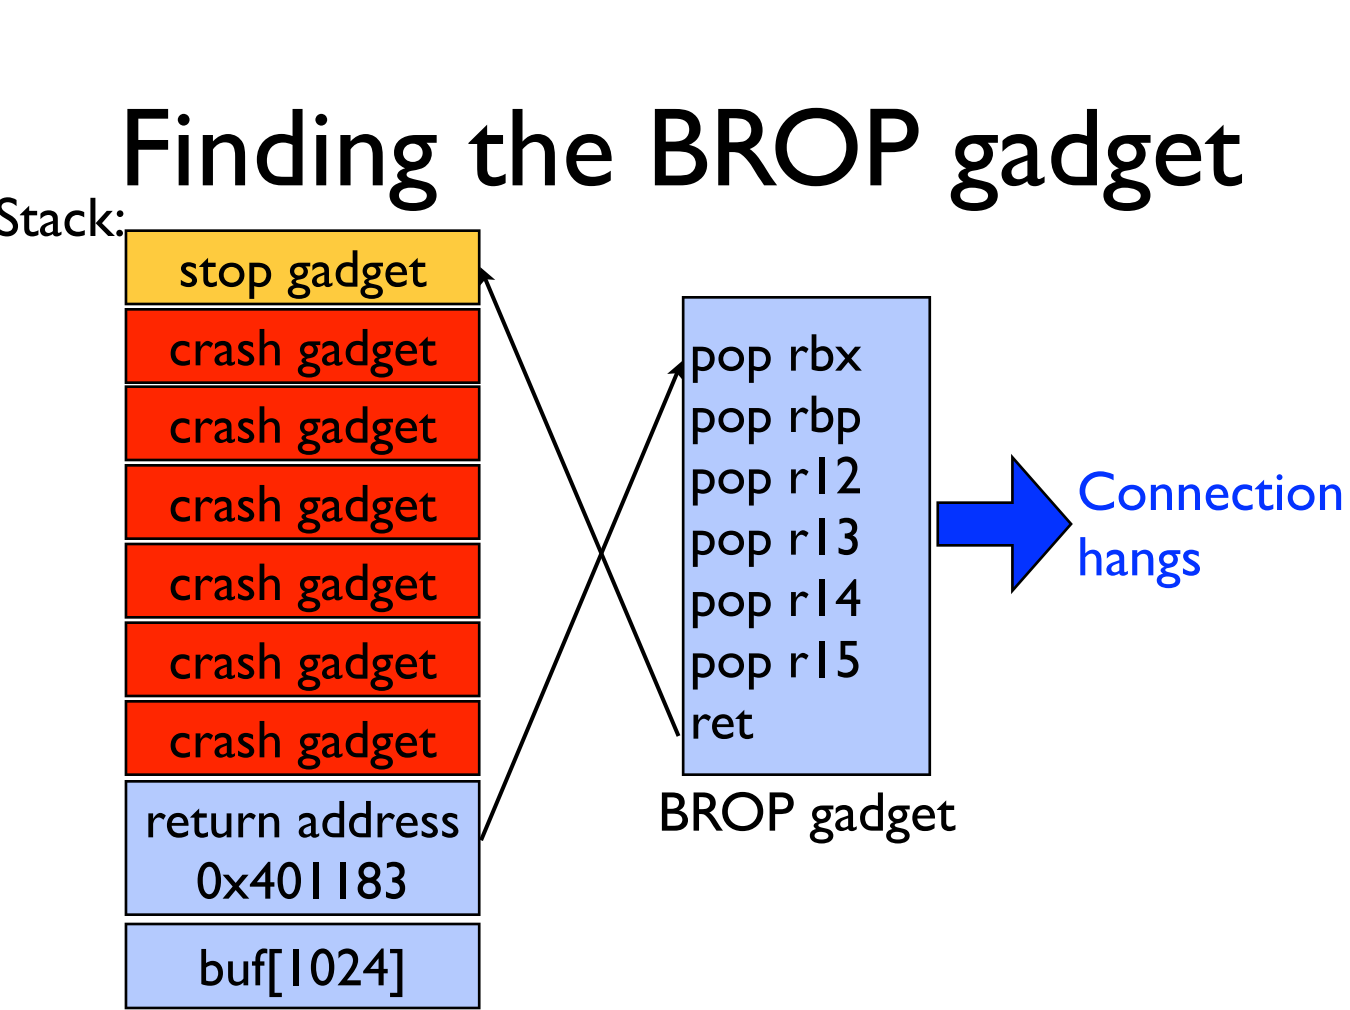 Finding the BROP gadget
Stack:
stop gadget
crash gadget
crash gadget
crash gadget
crash gadget
crash gadget
crash gadget
return address
0x401183
buf[1024]
pop rbx
pop rbp
pop r12
pop r13
pop r14
pop r15
ret
BROP gadget
Connection
hangs